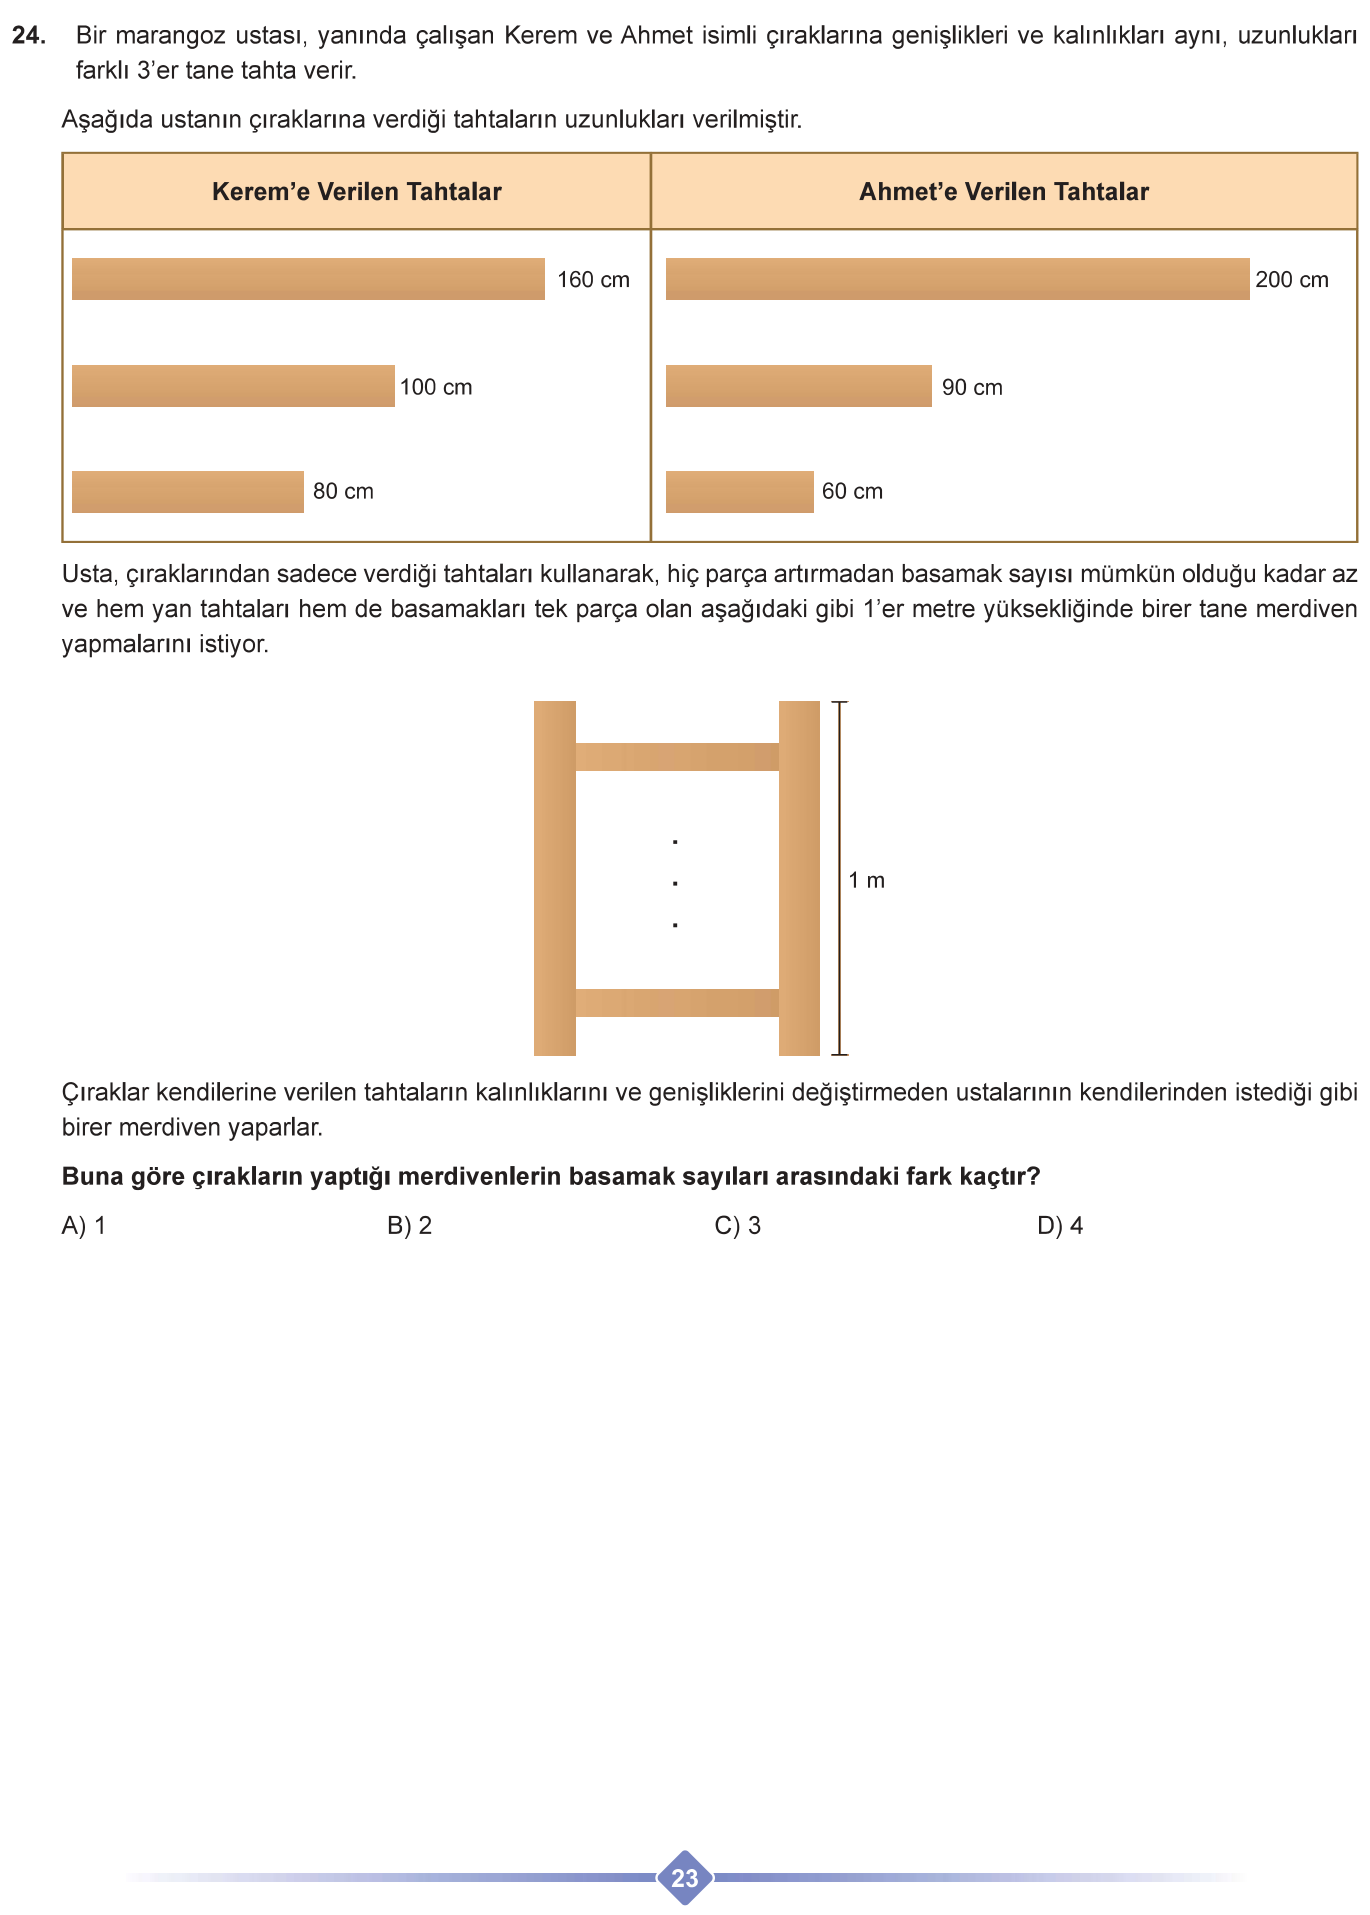 24. Bir marangoz ustası, yanında çalışan Kerem ve Ahmet isimli çıraklarına genişlikleri ve kalınlıkları aynı, uzunlukları
farklı 3’er tane tahta verir.
Aşağıda ustanın çıraklarına verdiği tahtaların uzunlukları verilmiştir.
Kerem’e Verilen Tahtalar
Ahmet’e Verilen Tahtalar
160 cm
200 cm
100 cm
90 cm
80 cm
60 cm
Usta, çıraklarından sadece verdiği tahtaları kullanarak, hiç parça artırmadan basamak sayısı mümkün olduğu kadar az
ve hem yan tahtaları hem de basamakları tek parça olan aşağıdaki gibi 1’er metre yüksekliğinde birer tane merdiven
yapmalarını istiyor.
1 m
Çıraklar kendilerine verilen tahtaların kalınlıklarını ve genişliklerini değiştirmeden ustalarının kendilerinden istediği gibi
birer merdiven yaparlar.
Buna göre çırakların yaptığı merdivenlerin basamak sayıları arasındaki fark kaçtır?
A) 1 B) 2 C) 3 D) 4
23